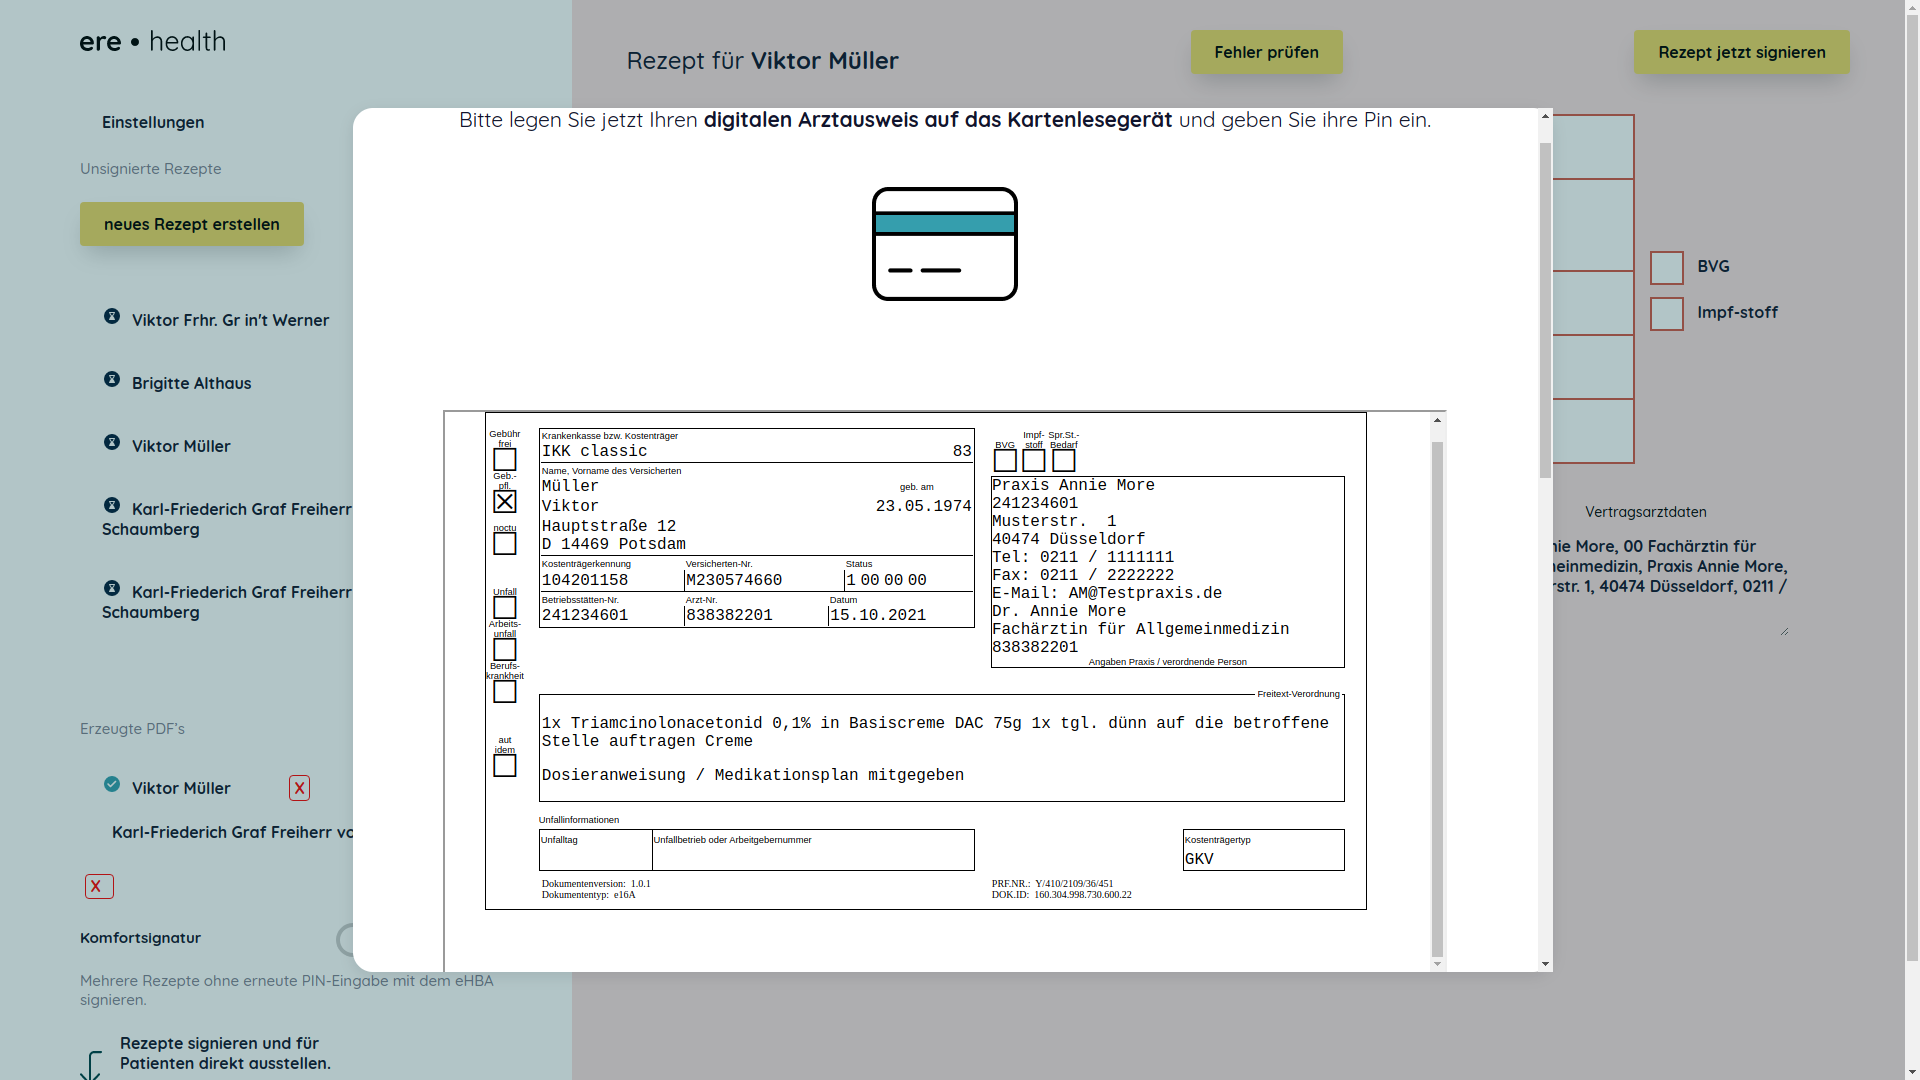 ere • health
Einstellungen
Unsignierte Rezepte
neues Rezept erstellen
Viktor Frhr. Gr in't Werner
Brigitte Althaus
Viktor Müller
Karl-Friederich Graf Freiherr
Schaumberg
Karl-Friederich Graf Freiherr
Schaumberg
Erzeugte PDF's
Viktor Müller X
Karl-Friederich Graf Freiherr vo
X
Komfortsignatur
Mehrere Rezepte ohne erneute PIN-Eingabe mit dem eHBA
signieren.
Rezepte signieren und für
Patienten direkt ausstellen.
Rezept für Viktor Müller
Fehler prüfen
Rezept jetzt signieren
Bitte legen Sie jetzt Ihren digitalen Arztausweis auf das Kartenlesegerät und geben Sie ihre Pin ein.
Gebühr
frei
Geb.-
pfl.
noctu
Unfall
Arbeits-
unfall
Berufs-
krankheit
aut
idem
Krankenkasse bzw. Kostenträger
IKK classic 83
Name, Vorname des Versicherten
Müller geb. am
Viktor 23.05.1974
Hauptstraße 12
D 14469 Potsdam
Kostenträgerkennung Versicherten-Nr. Status
104201158 M230574660 1 00 00 00
Betriebsstätten-Nr. Arzt-Nr. Datum
241234601 838382201 15.10.2021
BVG Impf-
stoff Spr.St.-
Bedarf
Praxis Annie More
241234601
Musterstr. 1
40474 Düsseldorf
Tel: 0211 / 1111111
Fax: 0211 / 2222222
E-Mail: AM@Testpraxis.de
Dr. Annie More
Fachärztin für Allgemeinmedizin
838382201
Angaben Praxis / verordnende Person
Freitext-Verordnung
1x Triamcinolonacetonid 0,1% in Basiscreme DAC 75g 1x tgl. dünn auf die betroffene
Stelle auftragen Creme
Dosieranweisung / Medikationsplan mitgegeben
Unfallinformationen
Unfalltag Unfallbetrieb oder Arbeitgebernummer
Kostenträgertyp
GKV
Dokumentenversion: 1.0.1
Dokumententyp: e16A
PRF.NR.: Y/410/2109/36/451
DOK.ID: 160.304.998.730.600.22
BVG
Impf-stoff
Vertragsarztdaten
nie More, 00 Fachärztin für
neinmedizin, Praxis Annie More,
rstr. 1, 40474 Düsseldorf, 0211 /